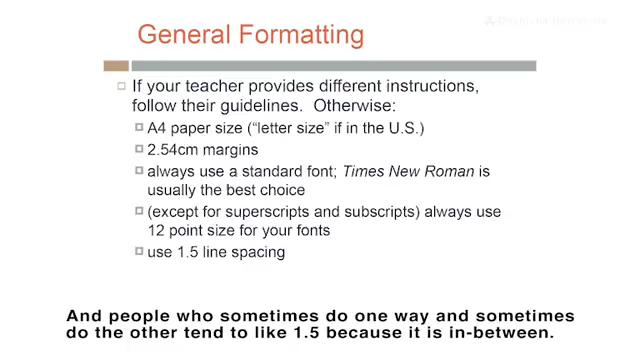 General Formatting
If your teacher provides different instructions,
follow their guidelines. Otherwise:
A4 paper size ("letter size" if in the U.S.)
2.54cm margins
always use a standard font; Times New Roman is
usually the best choice
(except for superscripts and subscripts) always use
12 point size for your fonts
use 1.5 line spacing
And people who sometimes do one way and sometimes
do the other tend to like 1.5 because it is in-between.